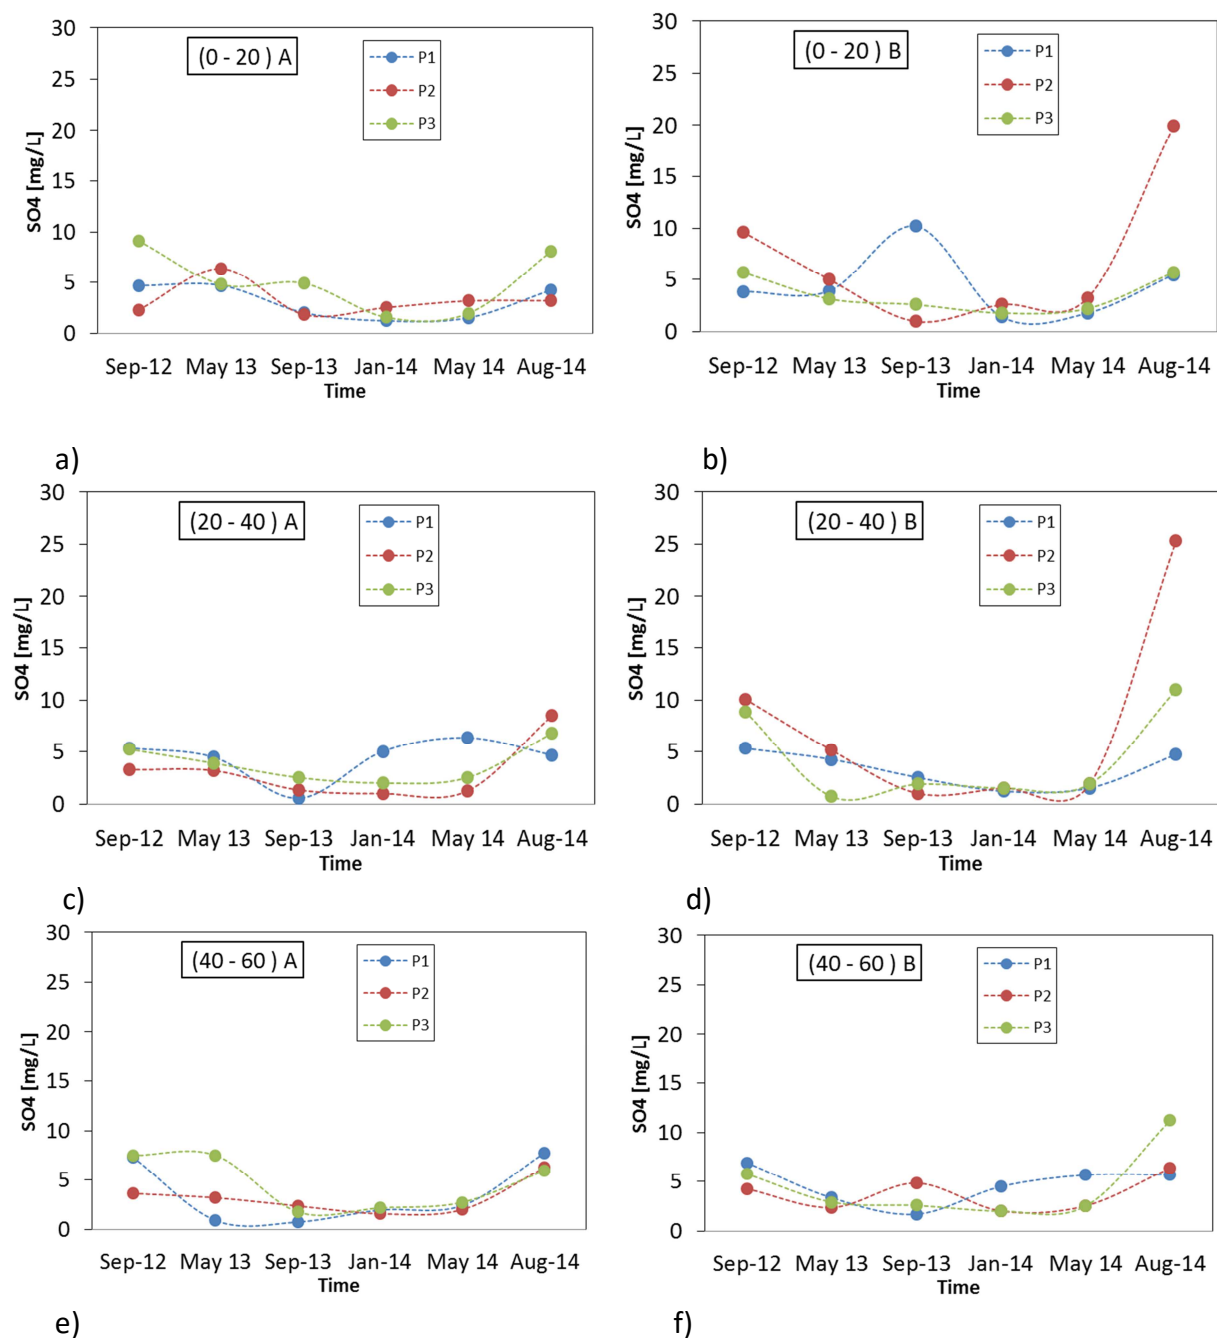 (0 - 20 ) A
P1
P2
P3
SO4 [mg/L]
30
25
20
15
10
5
0
Sep-12 May 13 Sep-13 Jan-14 May 14 Aug-14
Time
a)
(0 - 20 ) B
P1
P2
P3
SO4 [mg/L]
30
25
20
15
10
5
0
Sep-12 May 13 Sep-13 Jan-14 May 14 Aug-14
Time
b)
(20 - 40 ) A
P1
P2
P3
SO4 [mg/L]
30
25
20
15
10
5
0
Sep-12 May 13 Sep-13 Jan-14 May 14 Aug-14
Time
c)
(20 - 40 ) B
P1
P2
P3
SO4 [mg/L]
30
25
20
15
10
5
0
Sep-12 May 13 Sep-13 Jan-14 May 14 Aug-14
Time
d)
(40 - 60 ) A
P1
P2
P3
SO4 [mg/L]
30
25
20
15
10
5
0
Sep-12 May 13 Sep-13 Jan-14 May 14 Aug-14
Time
e)
(40 - 60 ) B
P1
P2
P3
SO4 [mg/L]
30
25
20
15
10
5
0
Sep-12 May 13 Sep-13 Jan-14 May 14 Aug-14
Time
f)